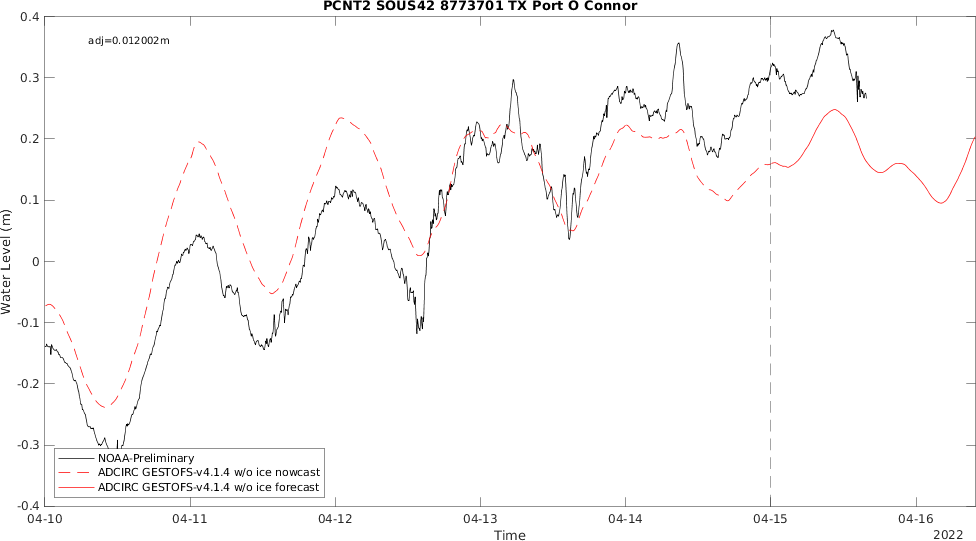 PCNT2 SOUS42 8773701 TX Port O Connor
adj=0.012002m
0.4
0.3
0.2
0.1
0
-0.1
-0.2
-0.3
-0.4
Water Level (m)
NOAA-Preliminary
ADCIRC GESTOFS-v4.1.4 w/o ice nowcast
ADCIRC GESTOFS-v4.1.4 w/o ice forecast
04-10 04-11 04-12 04-13 04-14 04-15 04-16
Time
2022